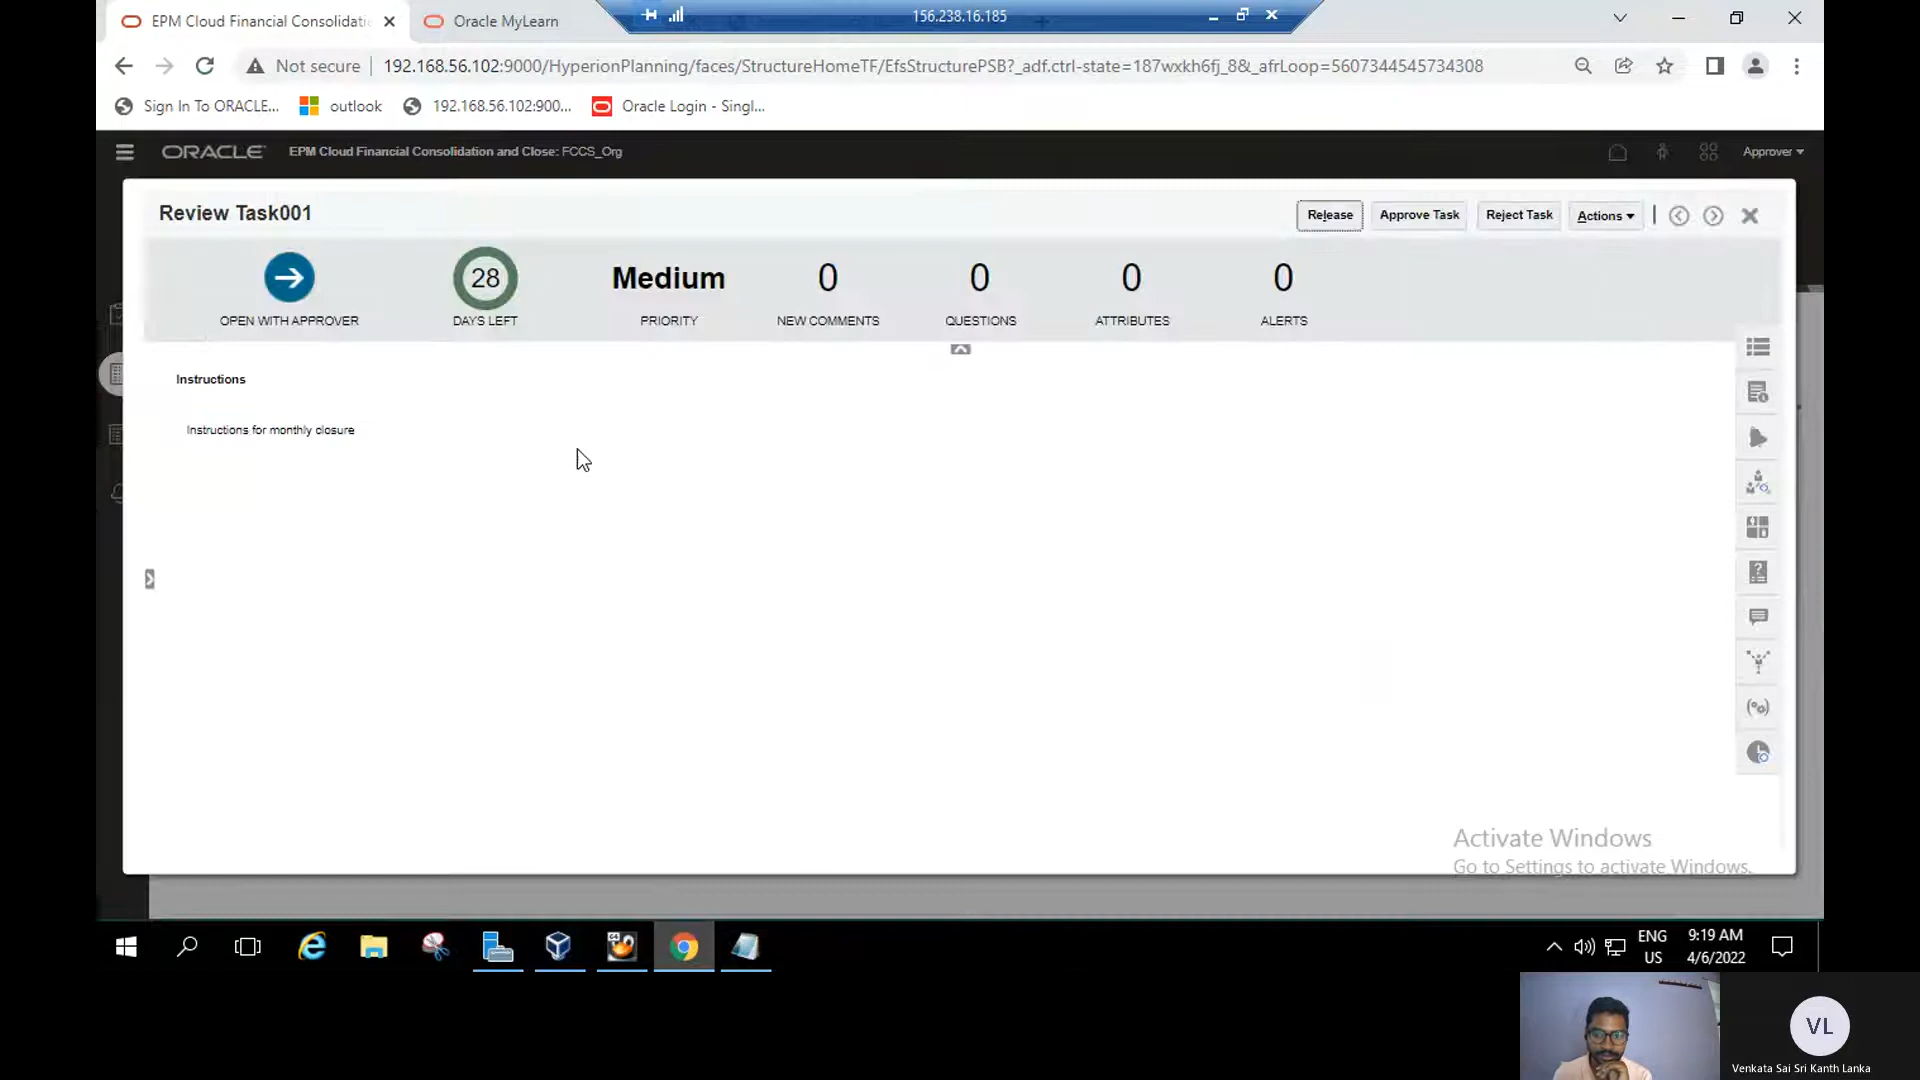 EPM Cloud Financial Consolidati
Oracle MyLearn
156.238.16.185
Not secure
192.168.56.102:9000/HyperionPlanning/faces/StructureHomeTF/EfsStructurePSB?_adf.ctrl-state=187wxkh6fj_8&_afrLoop=5607344545734308
Sign In To ORACLE...
outlook
192.168.56.102:900...
Oracle Login - Singl...
ORACLE
EPM Cloud Financial Consolidation and Close: FCCS_Org
Approver
Review Task001
Release
Approve Task
Reject Task
Actions
28
Medium
0
0
0
0
OPEN WITH APPROVER
DAYS LEFT
PRIORITY
NEW COMMENTS
QUESTIONS
ATTRIBUTES
ALERTS
Instructions
Instructions for monthly closure
Activate Windows
Go to Settings to activate Windows.
ENG
US
9:19 AM
4/6/2022
VL
Venkata Sai Sri Kanth Lanka